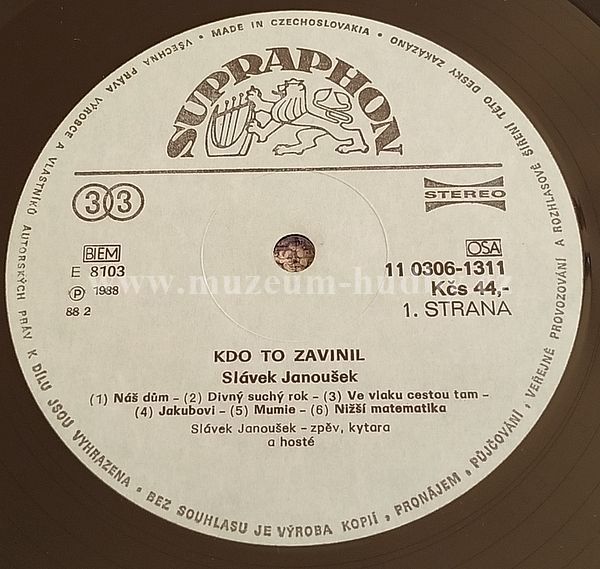 MADE IN CZECHOSLOVAKIA • VŠECHNA PRÁVA VÝROBCE A VLASTNÍKŮ AUTORSKÝCH PRÁV K DÍLU JSOU VYHRAZENA • BEZ SOUHLASU JE VÝROBA KOPIÍ, PRONÁJEM, PŮJČOVÁNÍ, VEŘEJNÉ PROVOZOVÁNÍ A ROZHLASOVÉ ŠÍŘENÍ TÉTO DESKY ZAKÁZÁNO •
SUPRAPHON
33
STEREO
BIEM
OSA
E 8103
11 0306-1311
℗ 1988
Kčs 44,-
88 2
1. STRANA
www.muzeum-hudby.cz
KDO TO ZAVINIL
Slávek Janoušek
(1) Náš dům – (2) Divný suchý rok – (3) Ve vlaku cestou tam –
(4) Jakubovi – (5) Mumie – (6) Nižší matematika
Slávek Janoušek – zpěv, kytara
a hosté